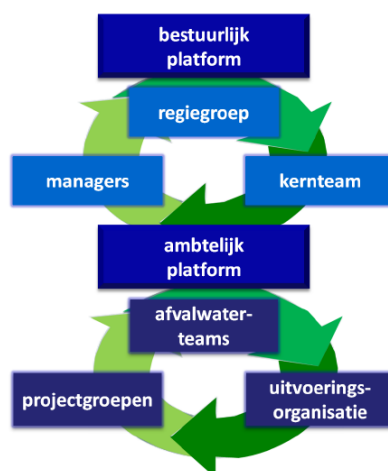 bestuurlijk
platform
regiegroep
managers
kernteam
ambtelijk
platform
afvalwater-
teams
projectgroepen
uitvoerings-
organisatie